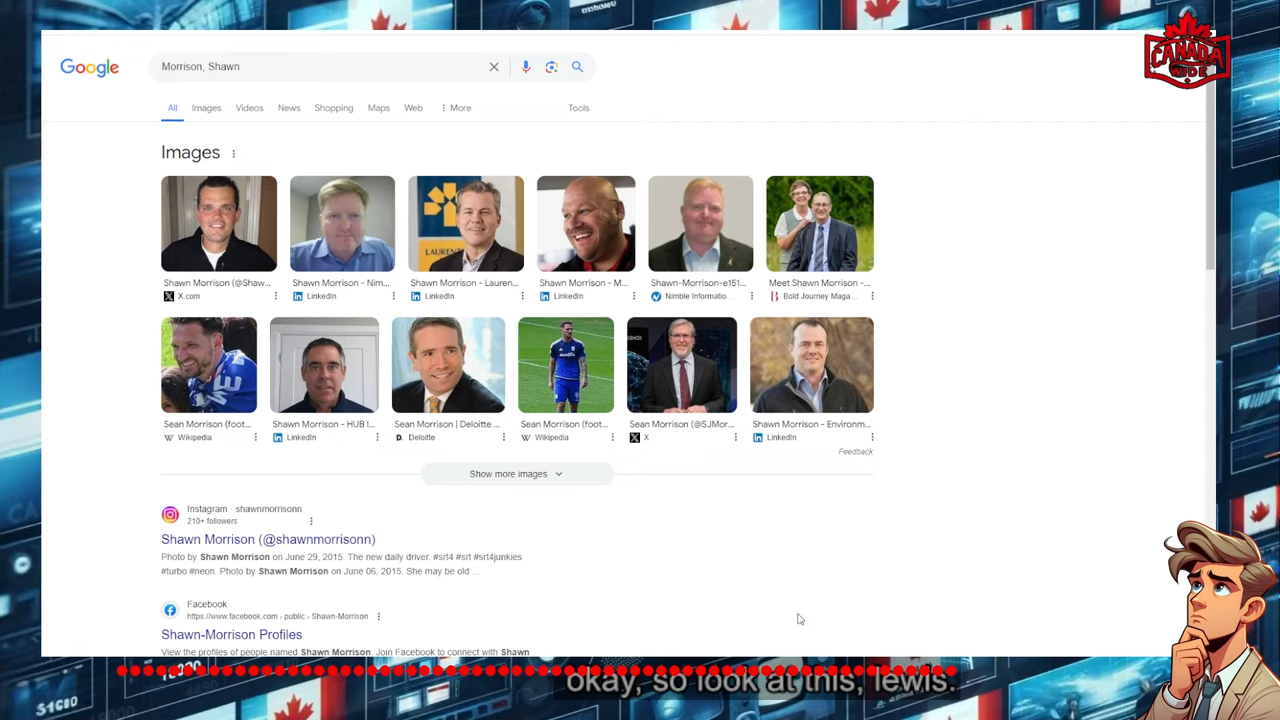 CANADA
WIDE
Google
Morrison, Shawn
All Images Videos News Shopping Maps Web More Tools
Images
Shawn Morrison (@Shaw... Shawn Morrison - Nim... Shawn Morrison - Lauren... Shawn Morrison - M... Shawn-Morrison-e151... Meet Shawn Morrison -...
X.com LinkedIn LinkedIn LinkedIn Nimble Informatio... Bold Journey Maga...
Sean Morrison (foot... Shawn Morrison - HUB I... Sean Morrison | Deloitte ... Sean Morrison (foot... Sean Morrison (@SJMor... Shawn Morrison - Environm...
Wikipedia LinkedIn Deloitte Wikipedia X LinkedIn
Feedback
Show more images
Instagram · shawnmorrisonn
210+ followers
Shawn Morrison (@shawnmorrisonn)
Photo by Shawn Morrison on June 29, 2015. The new daily driver. #srt4 #srt #srt4junkies
#turbo #neon. Photo by Shawn Morrison on June 06, 2015. She may be old ...
Facebook
https://www.facebook.com › public › Shawn-Morrison
Shawn-Morrison Profiles
View the profiles of people named Shawn Morrison. Join Facebook to connect with Shawn
okay, so look at this, lewis.